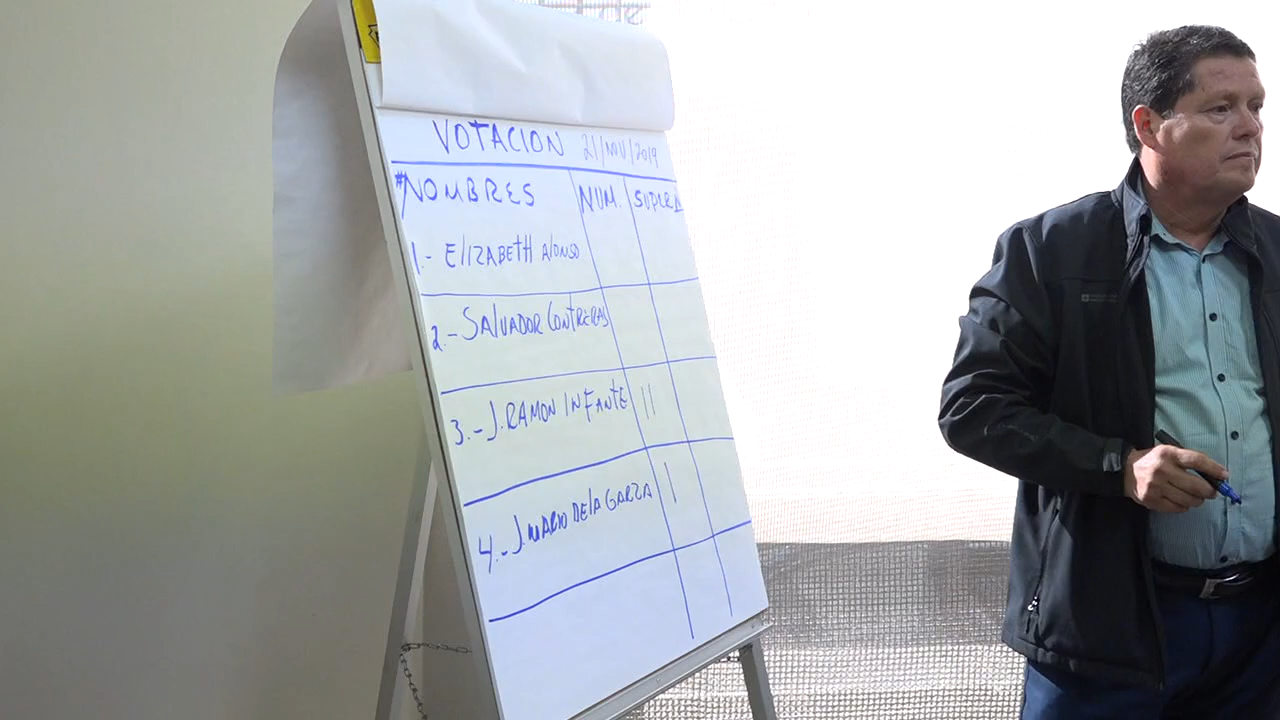 VOTACION 21/NOV/2019
#NOMBRES NUM.
1.- ELIZABETH Alonso
2.- SALVADOR CONTRERAS
3.- J. RAMON INFANTE II
4.- J. MARIO DE LA GARZA I